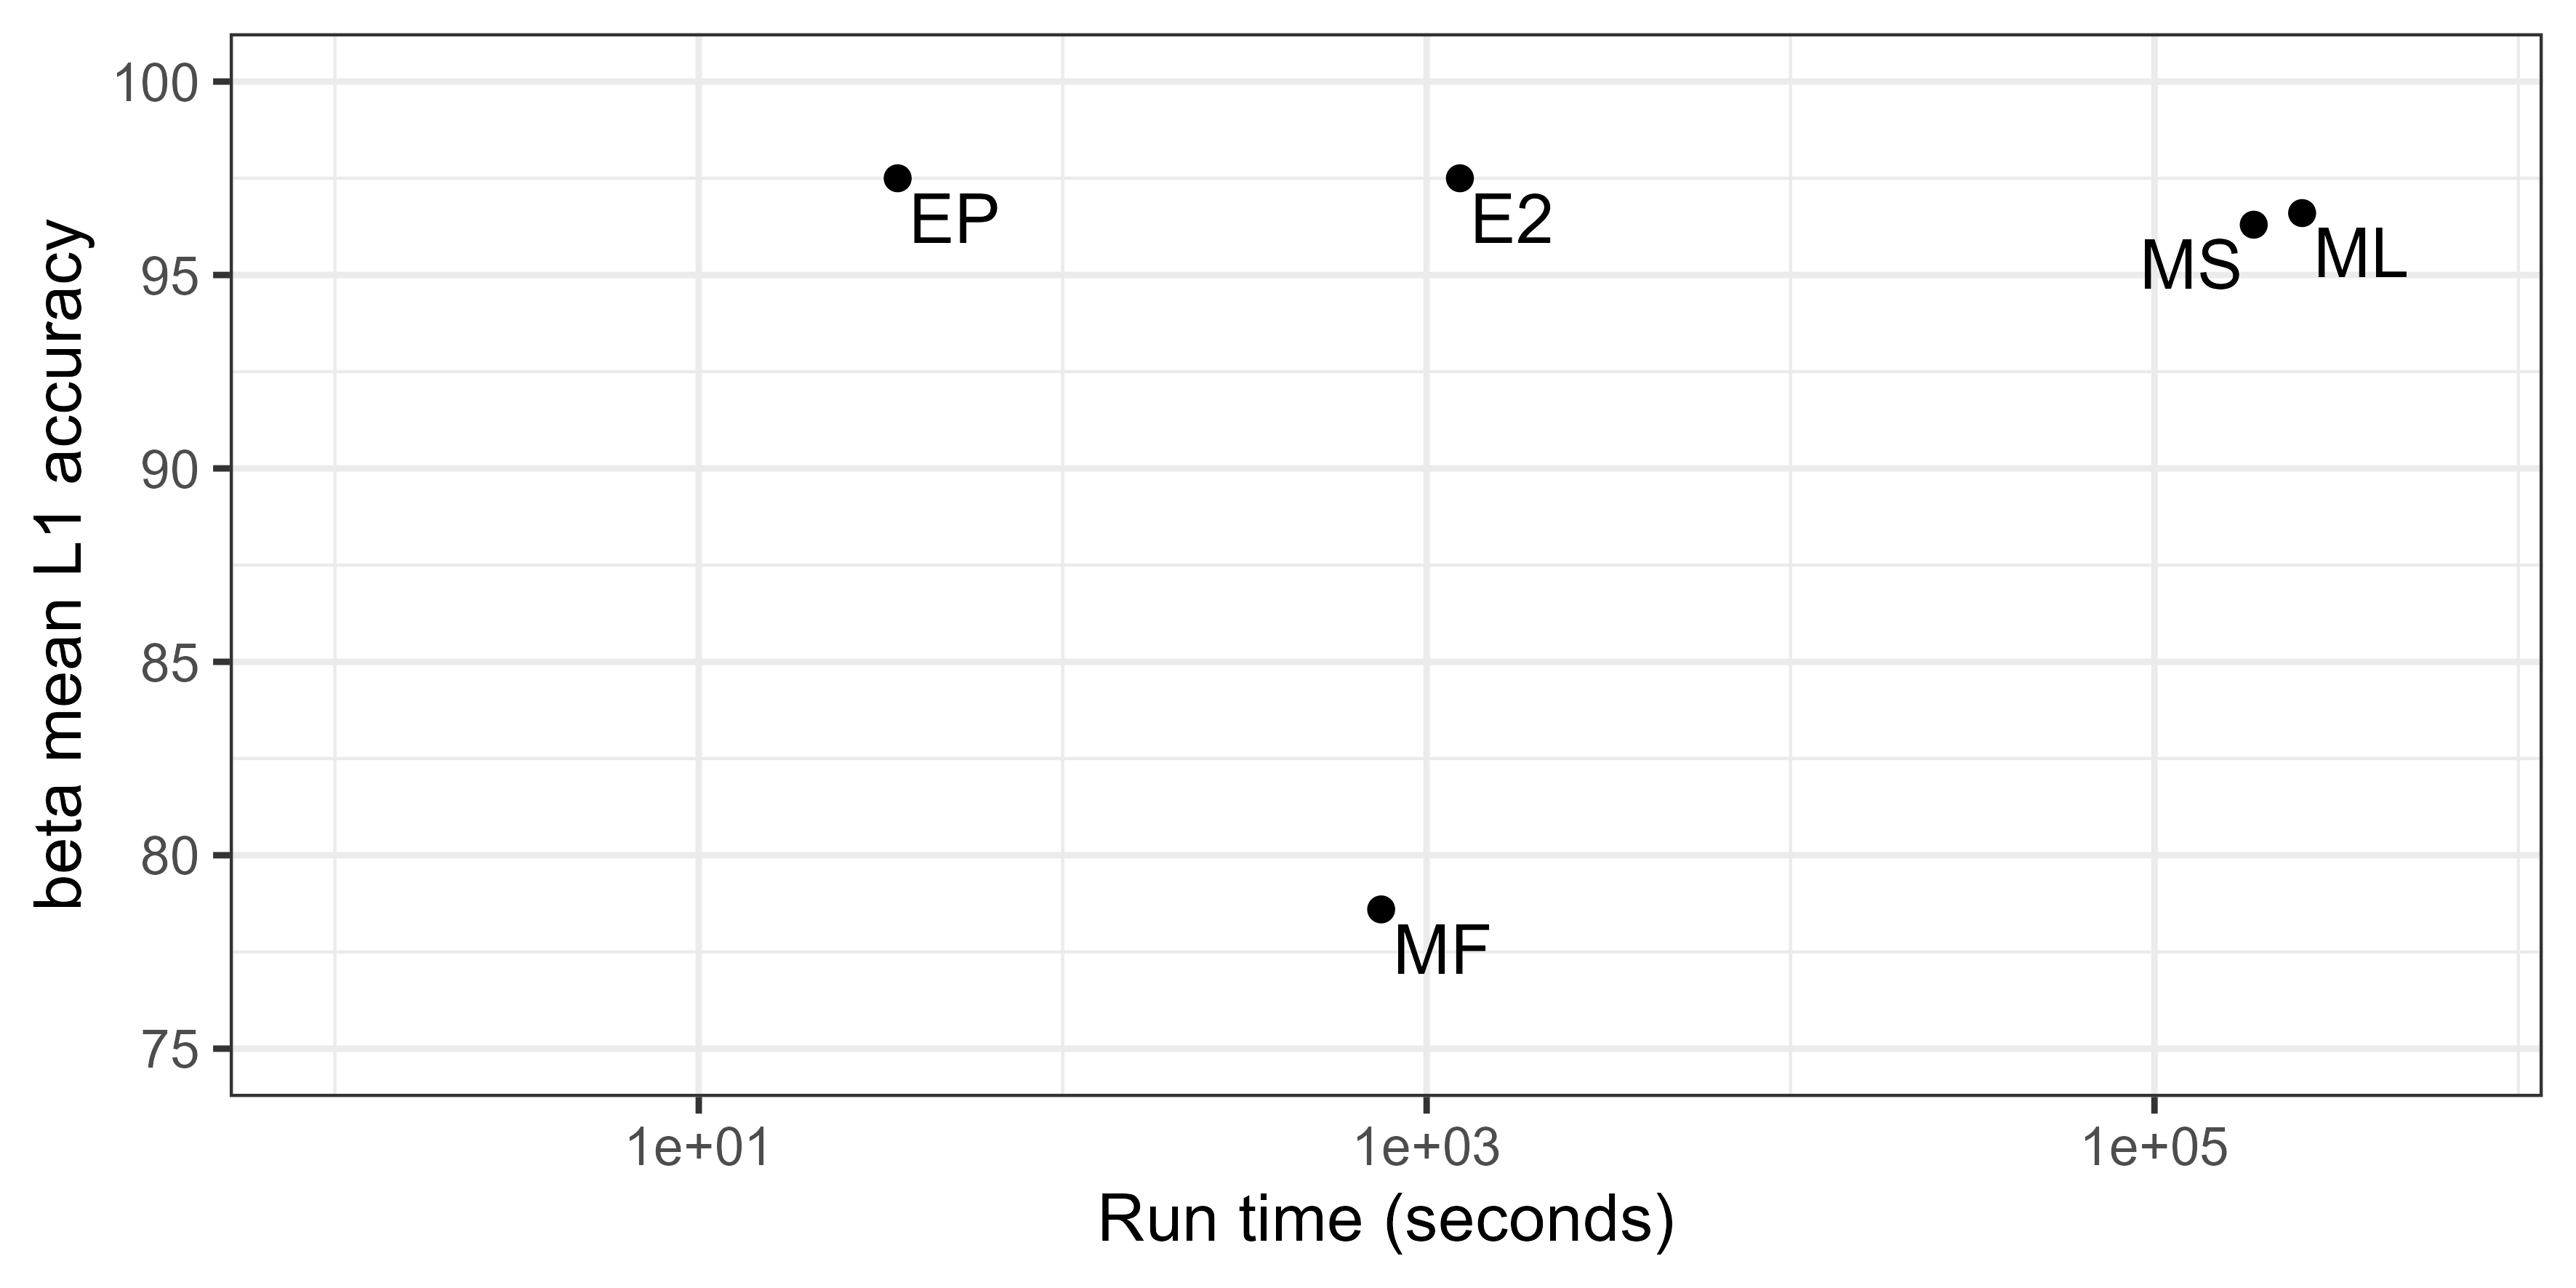 beta mean L1 accuracy
100
95
90
85
80
75
EP
E2
MS
ML
MF
1e+01
1e+03
1e+05
Run time (seconds)